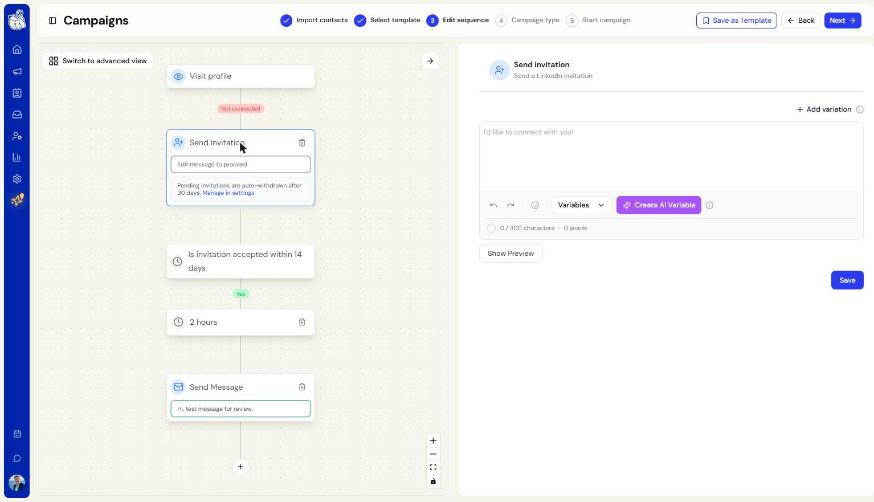 Campaigns
Import contacts
Select template
3 Edit sequence
4 Campaign type
5 Start campaign
Save as Template
Back
Next
Switch to advanced view
Visit profile
Not connected
Send Invitation
Edit message to proceed
Pending invitations are auto-withdrawn after
30 days. Manage in settings
Is invitation accepted within 14
days
Yes
2 hours
Send Message
Hi, test message for review.
Send invitation
Send a LinkedIn invitation
Add variation
I'd like to connect with you!
Variables
Create AI Variable
0 / 300 characters · 0 words
Show Preview
Save